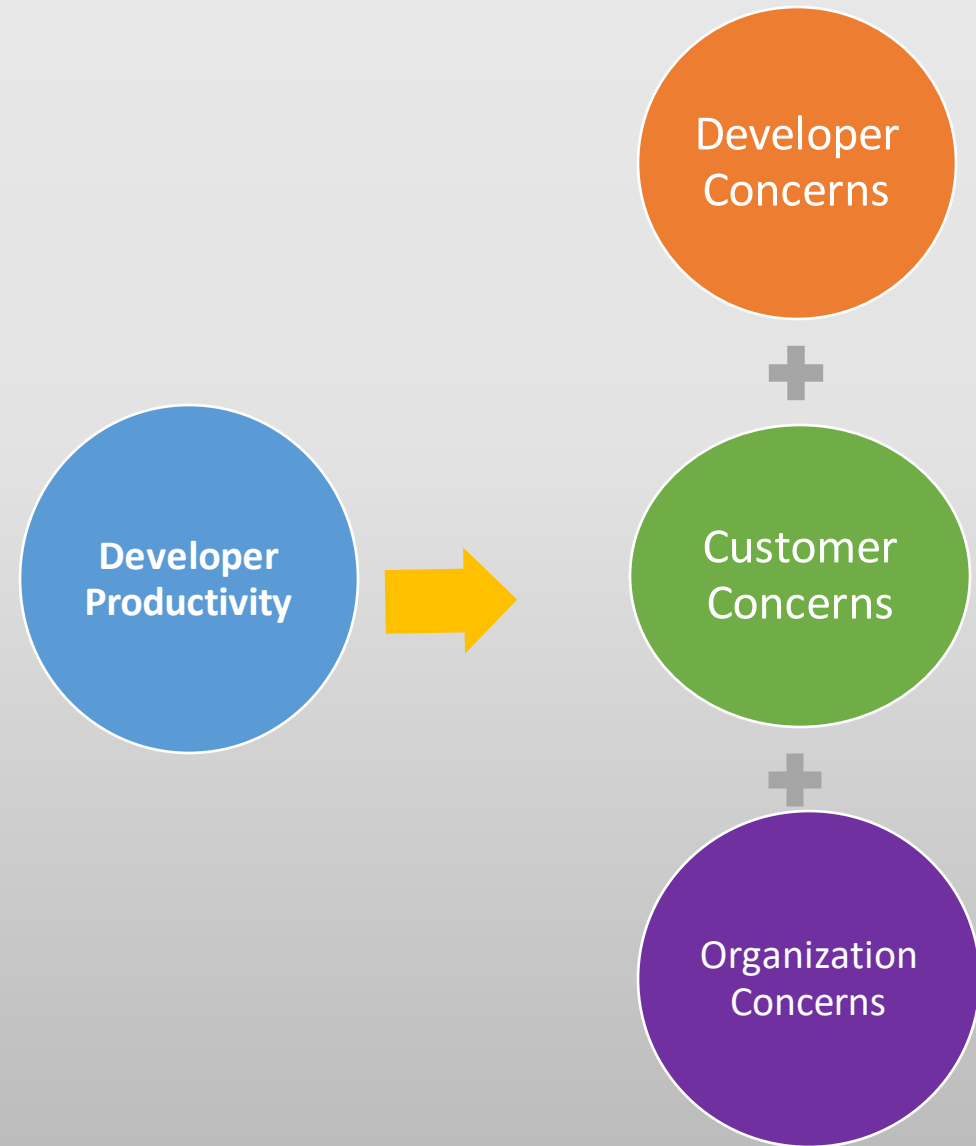 Developer
Concerns
Developer
Productivity
Customer
Concerns
Organization
Concerns